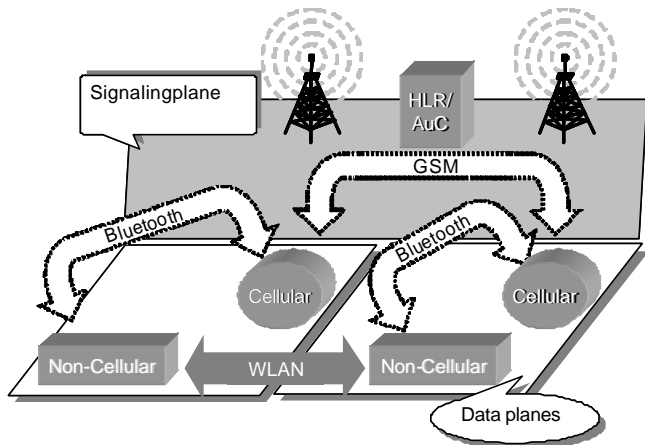 Signalingplane
HLR/
AuC
GSM
Bluetooth
Bluetooth
Cellular
Cellular
Non-Cellular
WLAN
Non-Cellular
Data planes